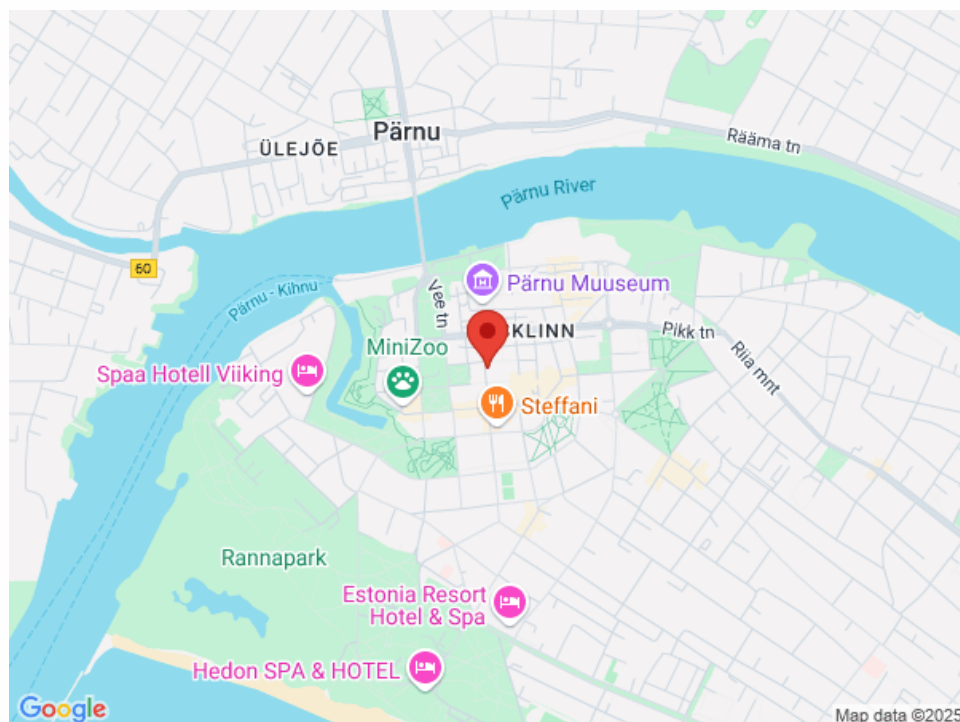 Pärnu
ÜLEJÕE
Rääma tn
Pärnu River
60
Pärnu - Kihnu
Vee tn
Pärnu Muuseum
KLINN
Pikk tn
Riia mnt
MiniZoo
Spaa Hotell Viiking
Steffani
Rannapark
Estonia Resort
Hotel & Spa
Hedon SPA & HOTEL
Google
Map data ©2025